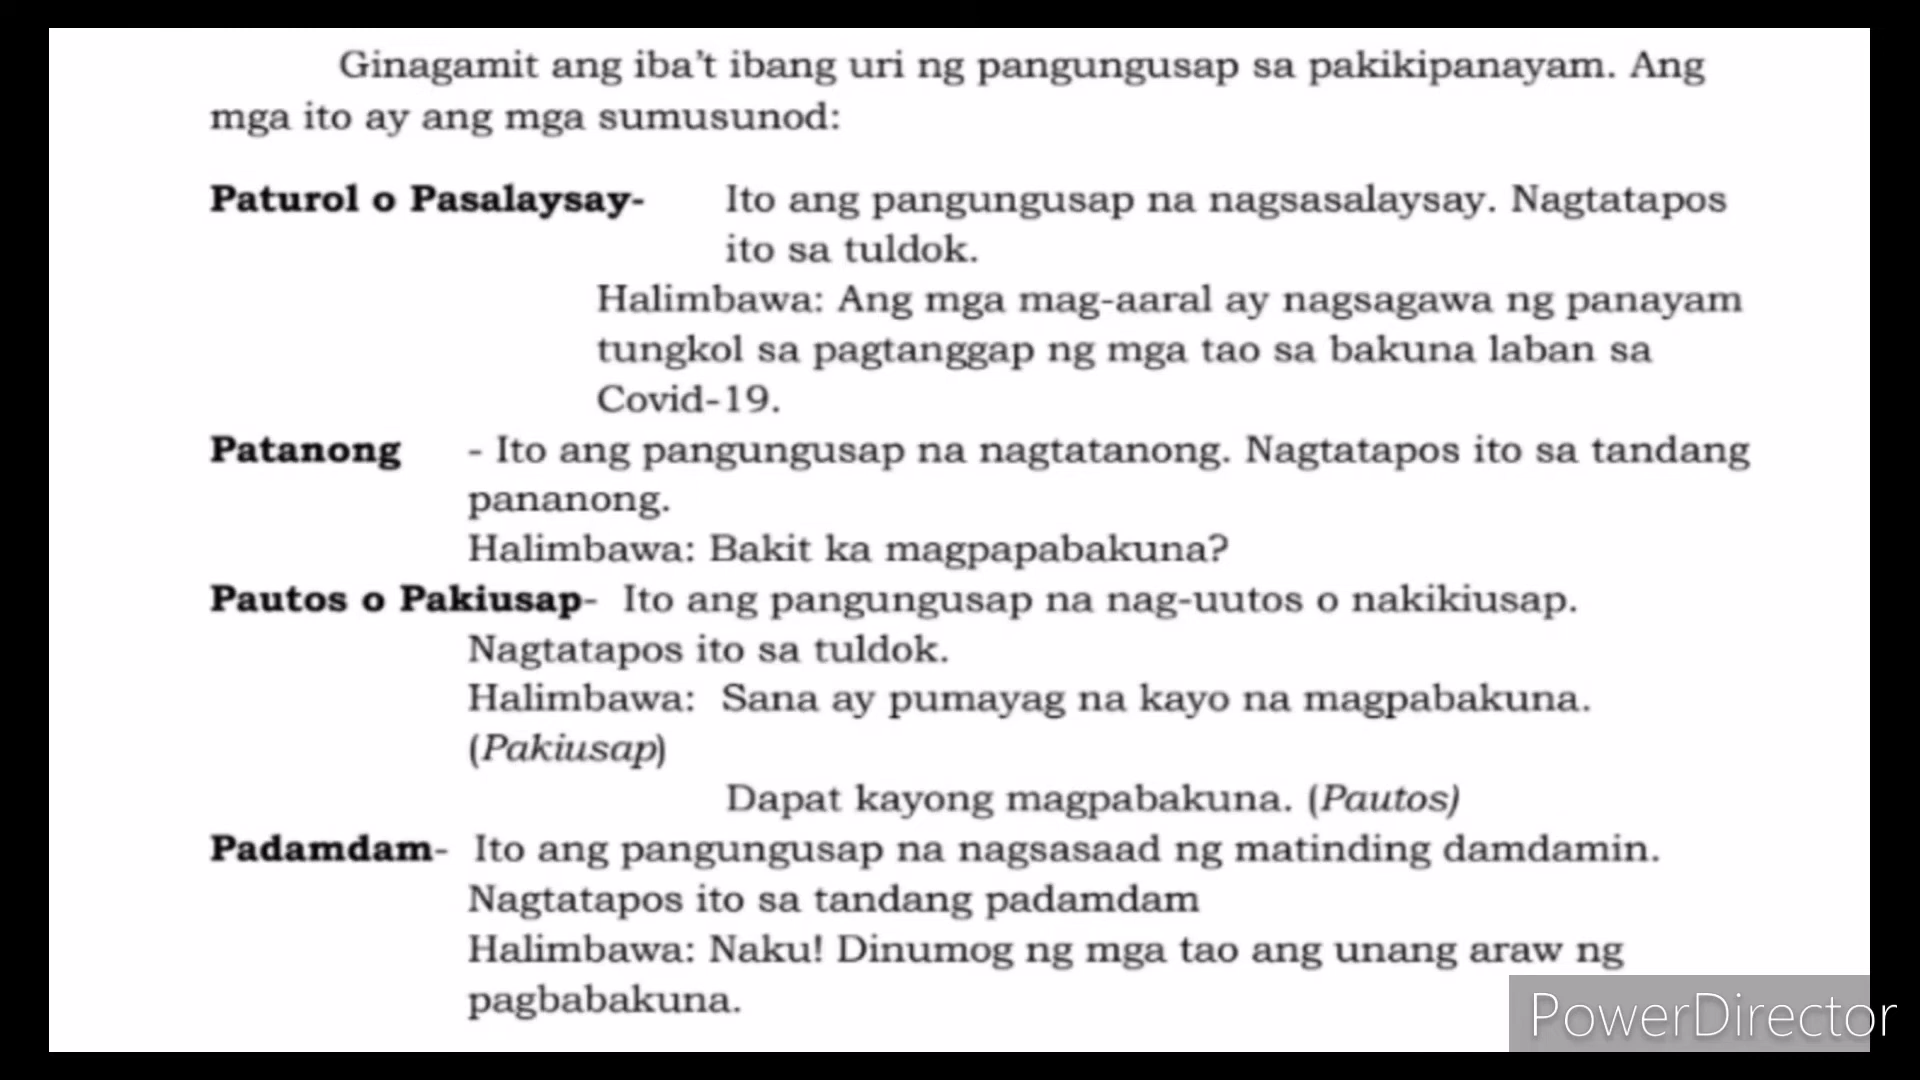 Ginagamit ang iba’t ibang uri ng pangungusap sa pakikipanayam. Ang
mga ito ay ang mga sumusunod:
Paturol o Pasalaysay- Ito ang pangungusap na nagsasalaysay. Nagtatapos
ito sa tuldok.
Halimbawa: Ang mga mag-aaral ay nagsagawa ng panayam
tungkol sa pagtanggap ng mga tao sa bakuna laban sa
Covid-19.
Patanong - Ito ang pangungusap na nagtatanong. Nagtatapos ito sa tandang
pananong.
Halimbawa: Bakit ka magpapabakuna?
Pautos o Pakiusap- Ito ang pangungusap na nag-uutos o nakikiusap.
Nagtatapos ito sa tuldok.
Halimbawa: Sana ay pumayag na kayo na magpabakuna.
(Pakiusap)
Dapat kayong magpabakuna. (Pautos)
Padamdam- Ito ang pangungusap na nagsasaad ng matinding damdamin.
Nagtatapos ito sa tandang padamdam
Halimbawa: Naku! Dinumog ng mga tao ang unang araw ng
pagbabakuna.
PowerDirector